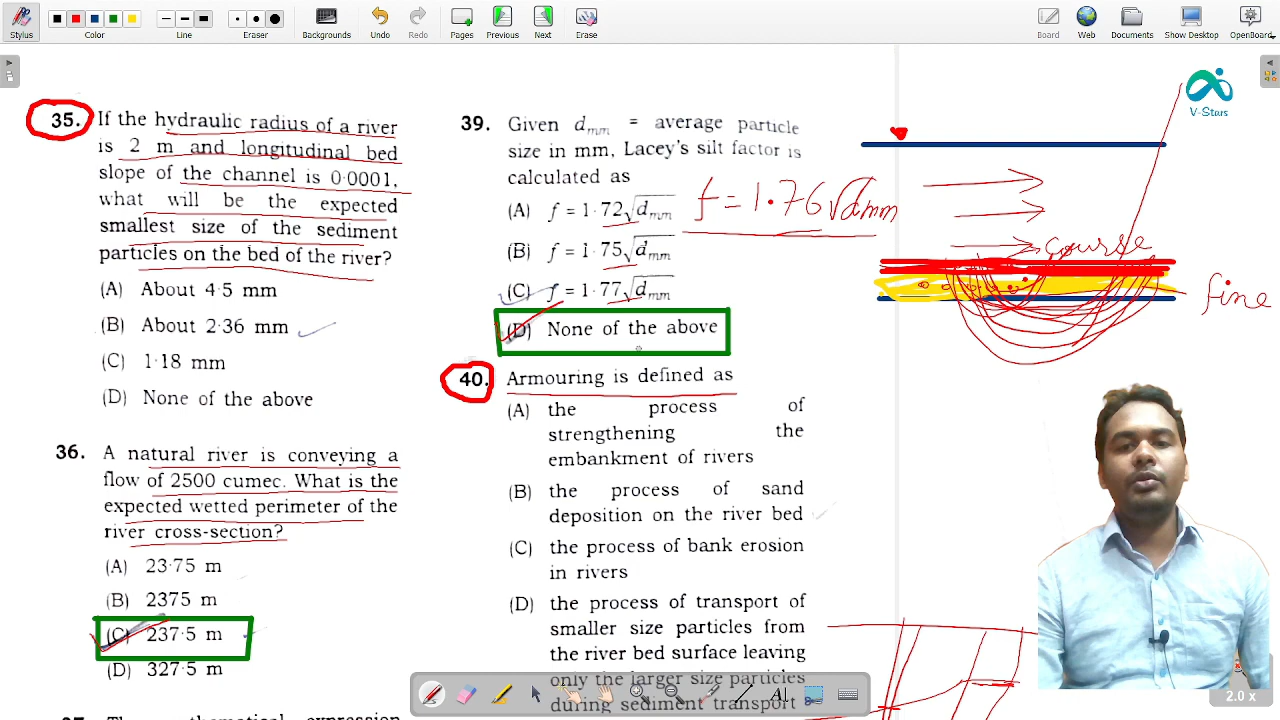 Stylus
Color
Line
Eraser
Backgrounds
Undo
Redo
Pages
Previous
Next
Erase
Board
Web
Documents
Show Desktop
OpenBoard
V-Stars
35. If the hydraulic radius of a river
is 2 m and longitudinal bed
slope of the channel is 0·0001,
what will be the expected
smallest size of the sediment
particles on the bed of the river?
(A) About 4·5 mm
(B) About 2·36 mm
(C) 1·18 mm
(D) None of the above
36. A natural river is conveying a
flow of 2500 cumec. What is the
expected wetted perimeter of the
river cross-section?
(A) 23·75 m
(B) 2375 m
(C) 237·5 m
(D) 327·5 m
39. Given dmm = average particle
size in mm, Lacey's silt factor is
calculated as
(A) f = 1·72√dmm
(B) f = 1·75√dmm
(C) f = 1·77√dmm
(D) None of the above
f = 1.76√dmm
40. Armouring is defined as
(A) the process of
strengthening the
embankment of rivers
(B) the process of sand
deposition on the river bed
(C) the process of bank erosion
in rivers
(D) the process of transport of
smaller size particles from
the river bed surface leaving
only the larger size particles
during sediment transport
course
fine
2.0 x